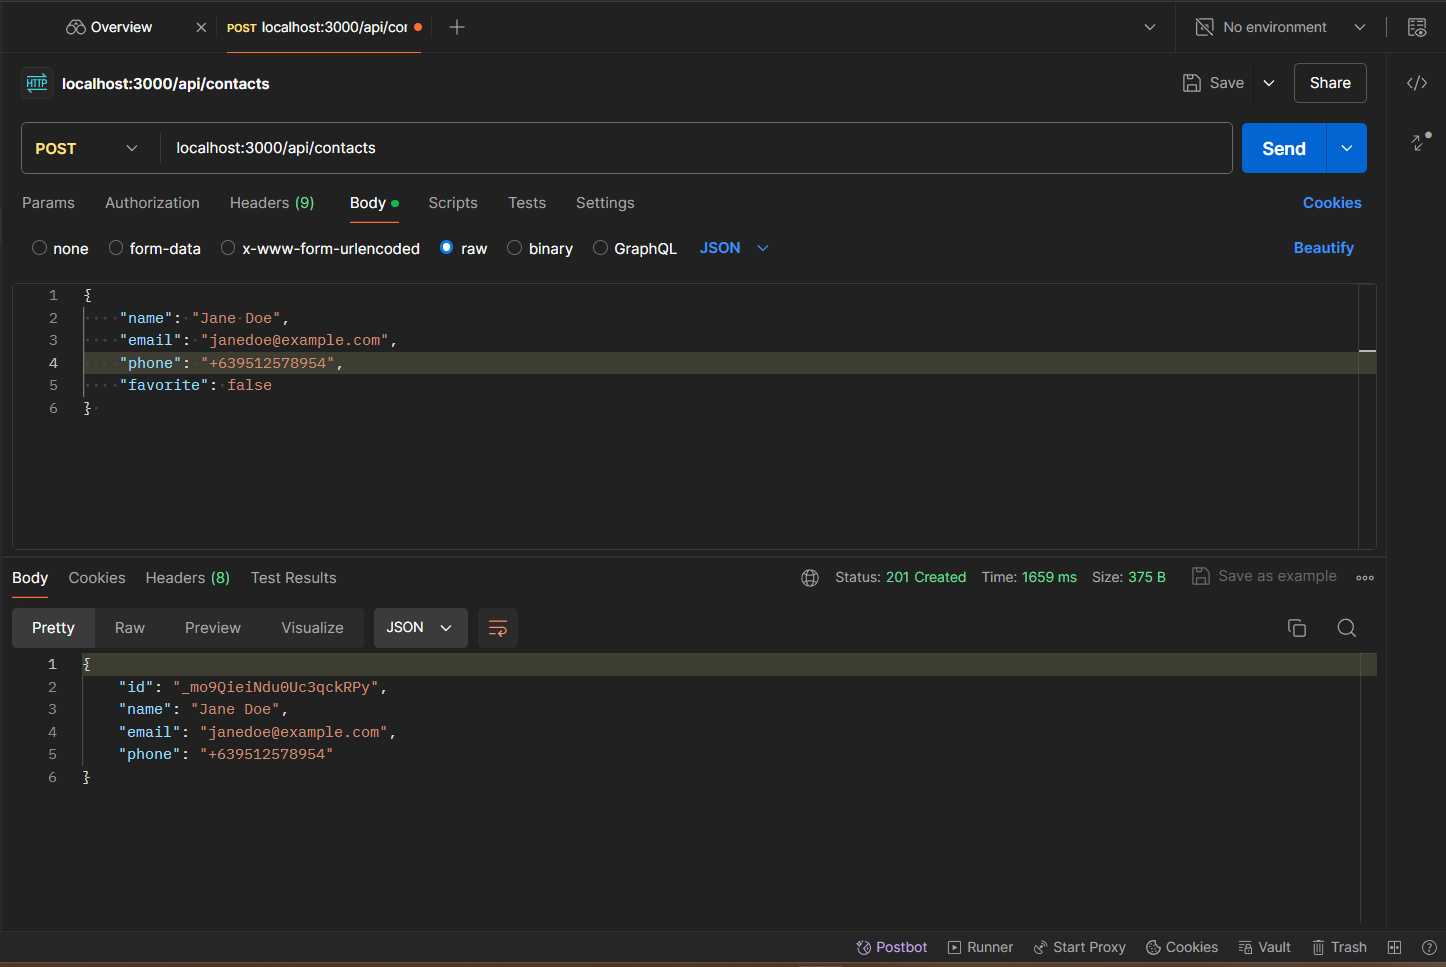 Overview
POST localhost:3000/api/cor
No environment
HTTP localhost:3000/api/contacts
Save
Share
POST
localhost:3000/api/contacts
Send
Params Authorization Headers (9) Body Scripts Tests Settings Cookies
none form-data x-www-form-urlencoded raw binary GraphQL JSON Beautify
1 {
2 "name": "Jane Doe",
3 "email": "janedoe@example.com",
4 "phone": "+639512578954",
5 "favorite": false
6 }
Body Cookies Headers (8) Test Results Status: 201 Created Time: 1659 ms Size: 375 B Save as example
Pretty Raw Preview Visualize JSON
1 {
2 "id": "_mo9QieiNdu0Uc3qckRPy",
3 "name": "Jane Doe",
4 "email": "janedoe@example.com",
5 "phone": "+639512578954"
6 }
Postbot Runner Start Proxy Cookies Vault Trash